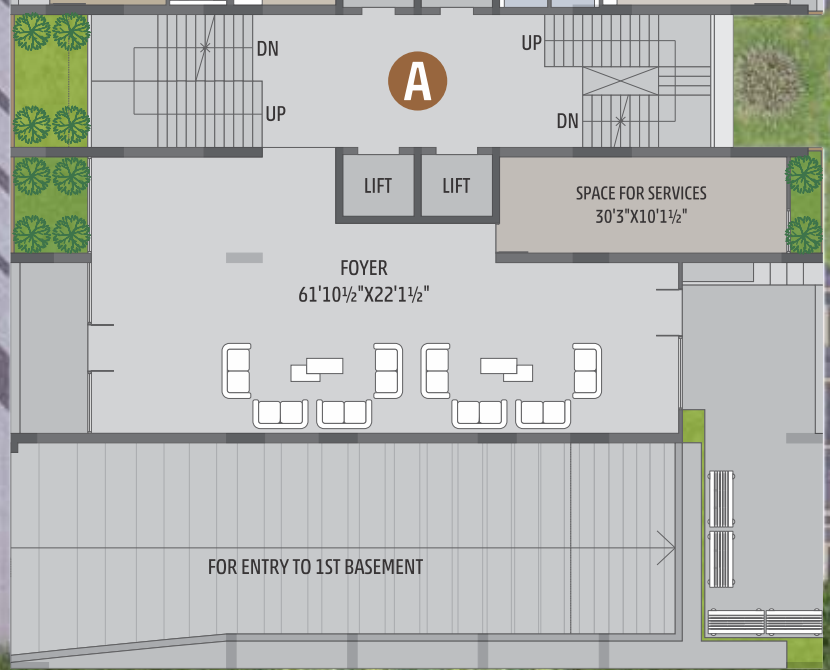 DN
UP
A
UP
DN
LIFT
LIFT
SPACE FOR SERVICES
30'3"X10'1½"
FOYER
61'10½"X22'1½"
FOR ENTRY TO 1ST BASEMENT